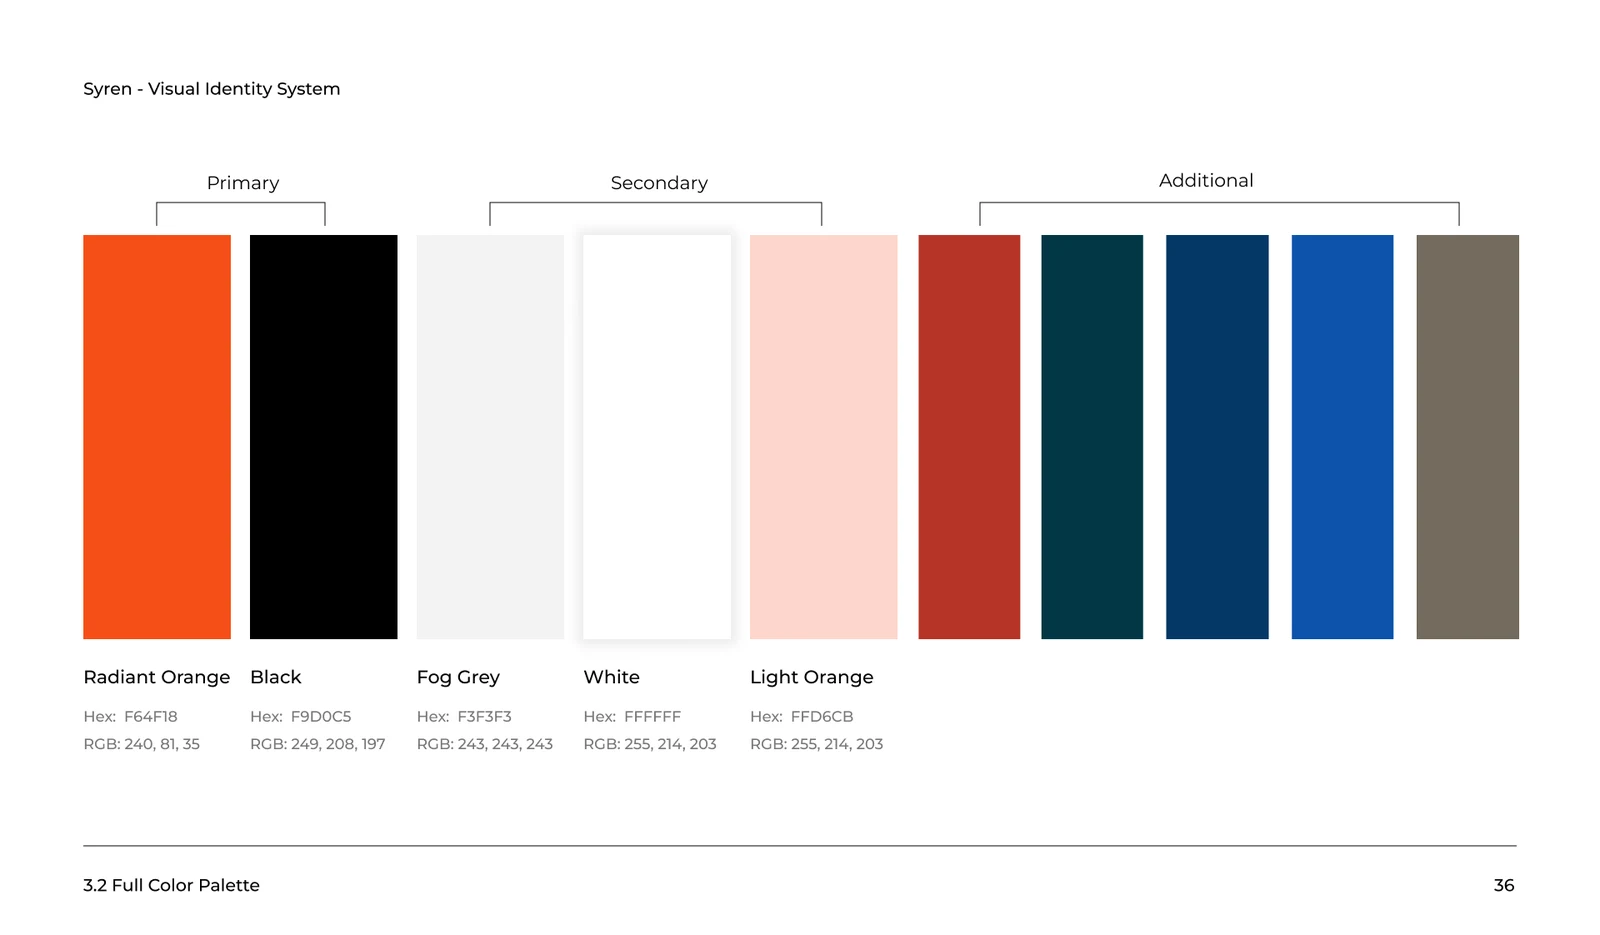 Syren - Visual Identity System
Primary
Secondary
Additional
Radiant Orange
Hex: F64F18
RGB: 240, 81, 35
Black
Hex: F9D0C5
RGB: 249, 208, 197
Fog Grey
Hex: F3F3F3
RGB: 243, 243, 243
White
Hex: FFFFFF
RGB: 255, 214, 203
Light Orange
Hex: FFD6CB
RGB: 255, 214, 203
3.2 Full Color Palette
36